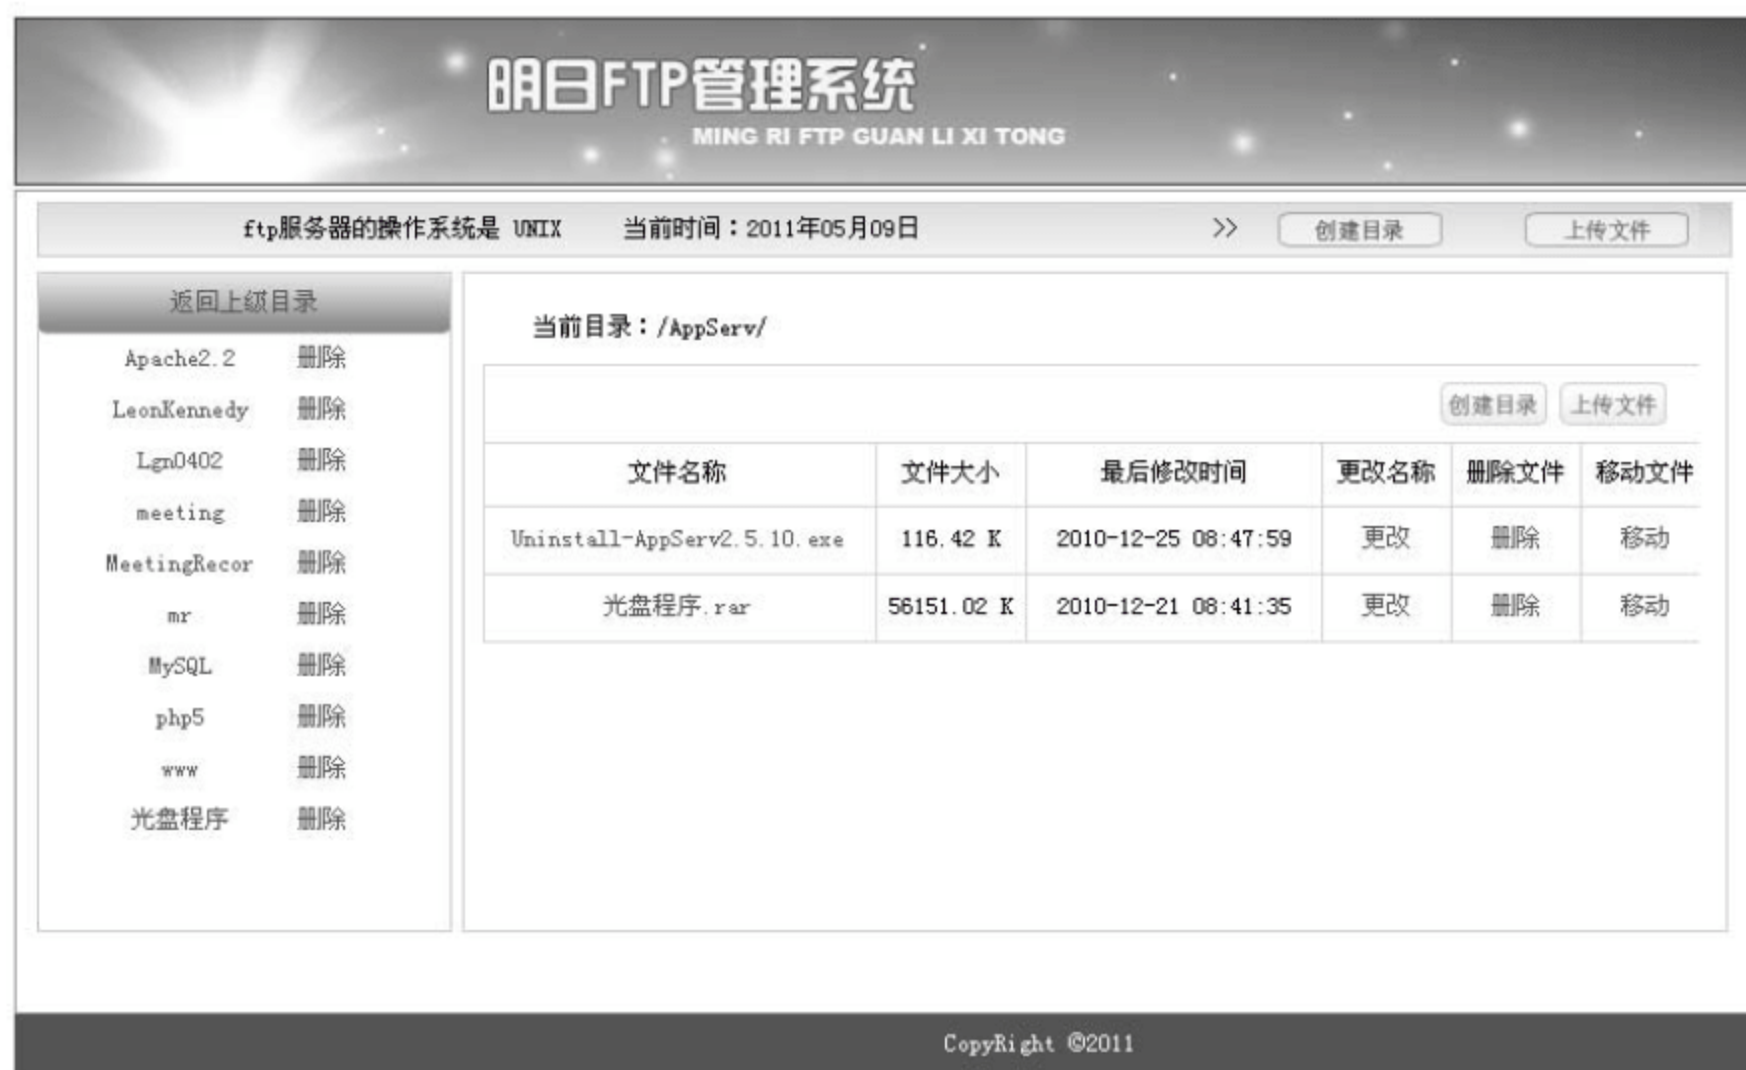 明日FTP管理系统
MING RI FTP GUAN LI XI TONG
ftp服务器的操作系统是 UNIX 当前时间：2011年05月09日 >> 创建目录 上传文件
返回上级目录
Apache2.2 删除
LeonKennedy 删除
Lgn0402 删除
meeting 删除
MeetingRecor 删除
mr 删除
MySQL 删除
php5 删除
www 删除
光盘程序 删除
当前目录：/AppServ/
创建目录 上传文件
文件名称 文件大小 最后修改时间 更改名称 删除文件 移动文件
Uninstall-AppServ2.5.10.exe 116.42 K 2010-12-25 08:47:59 更改 删除 移动
光盘程序.rar 56151.02 K 2010-12-21 08:41:35 更改 删除 移动
CopyRight ©2011